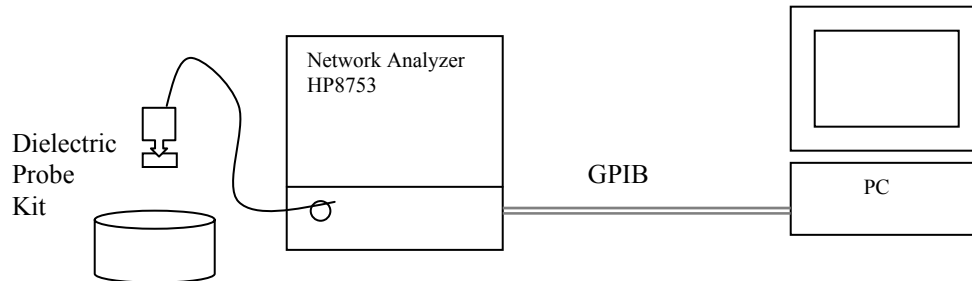 Network Analyzer
HP8753
Dielectric
Probe
Kit
GPIB
PC